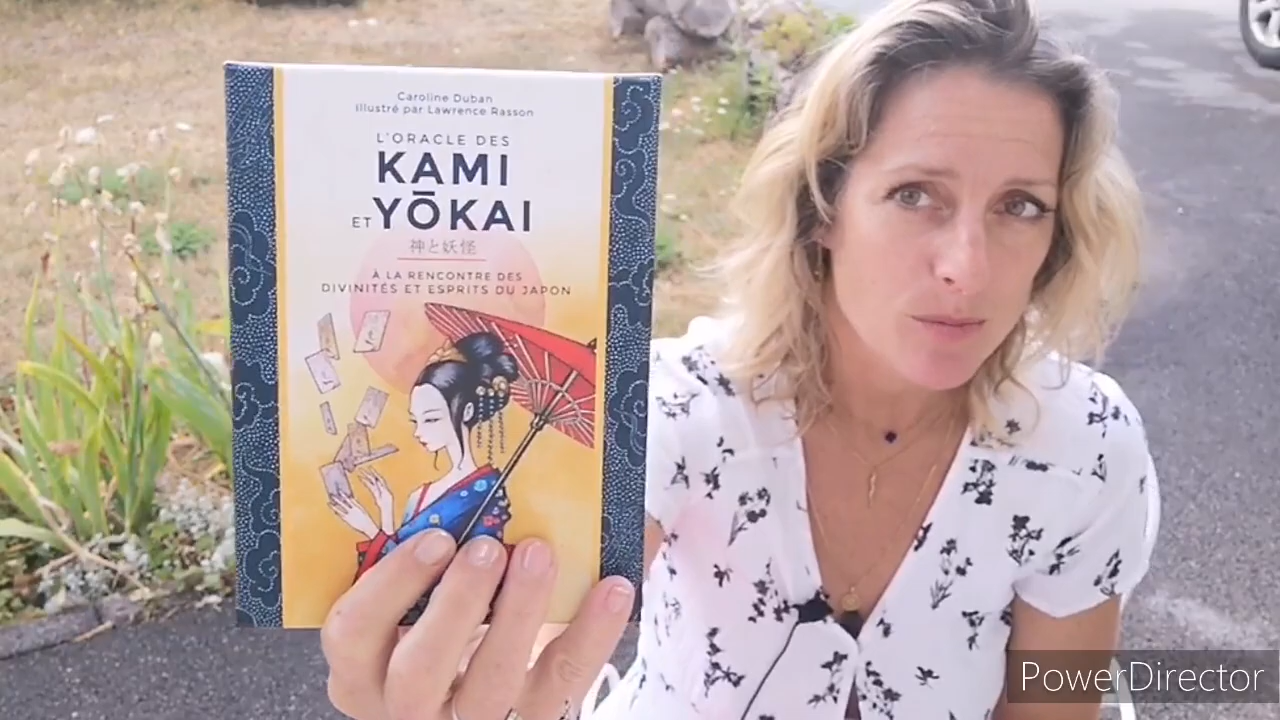 Caroline Duban
Illustré par Lawrence Rasson
L'ORACLE DES
KAMI
ET YŌKAI
神と妖怪
À LA RENCONTRE DES
DIVINITÉS ET ESPRITS DU JAPON
PowerDirector